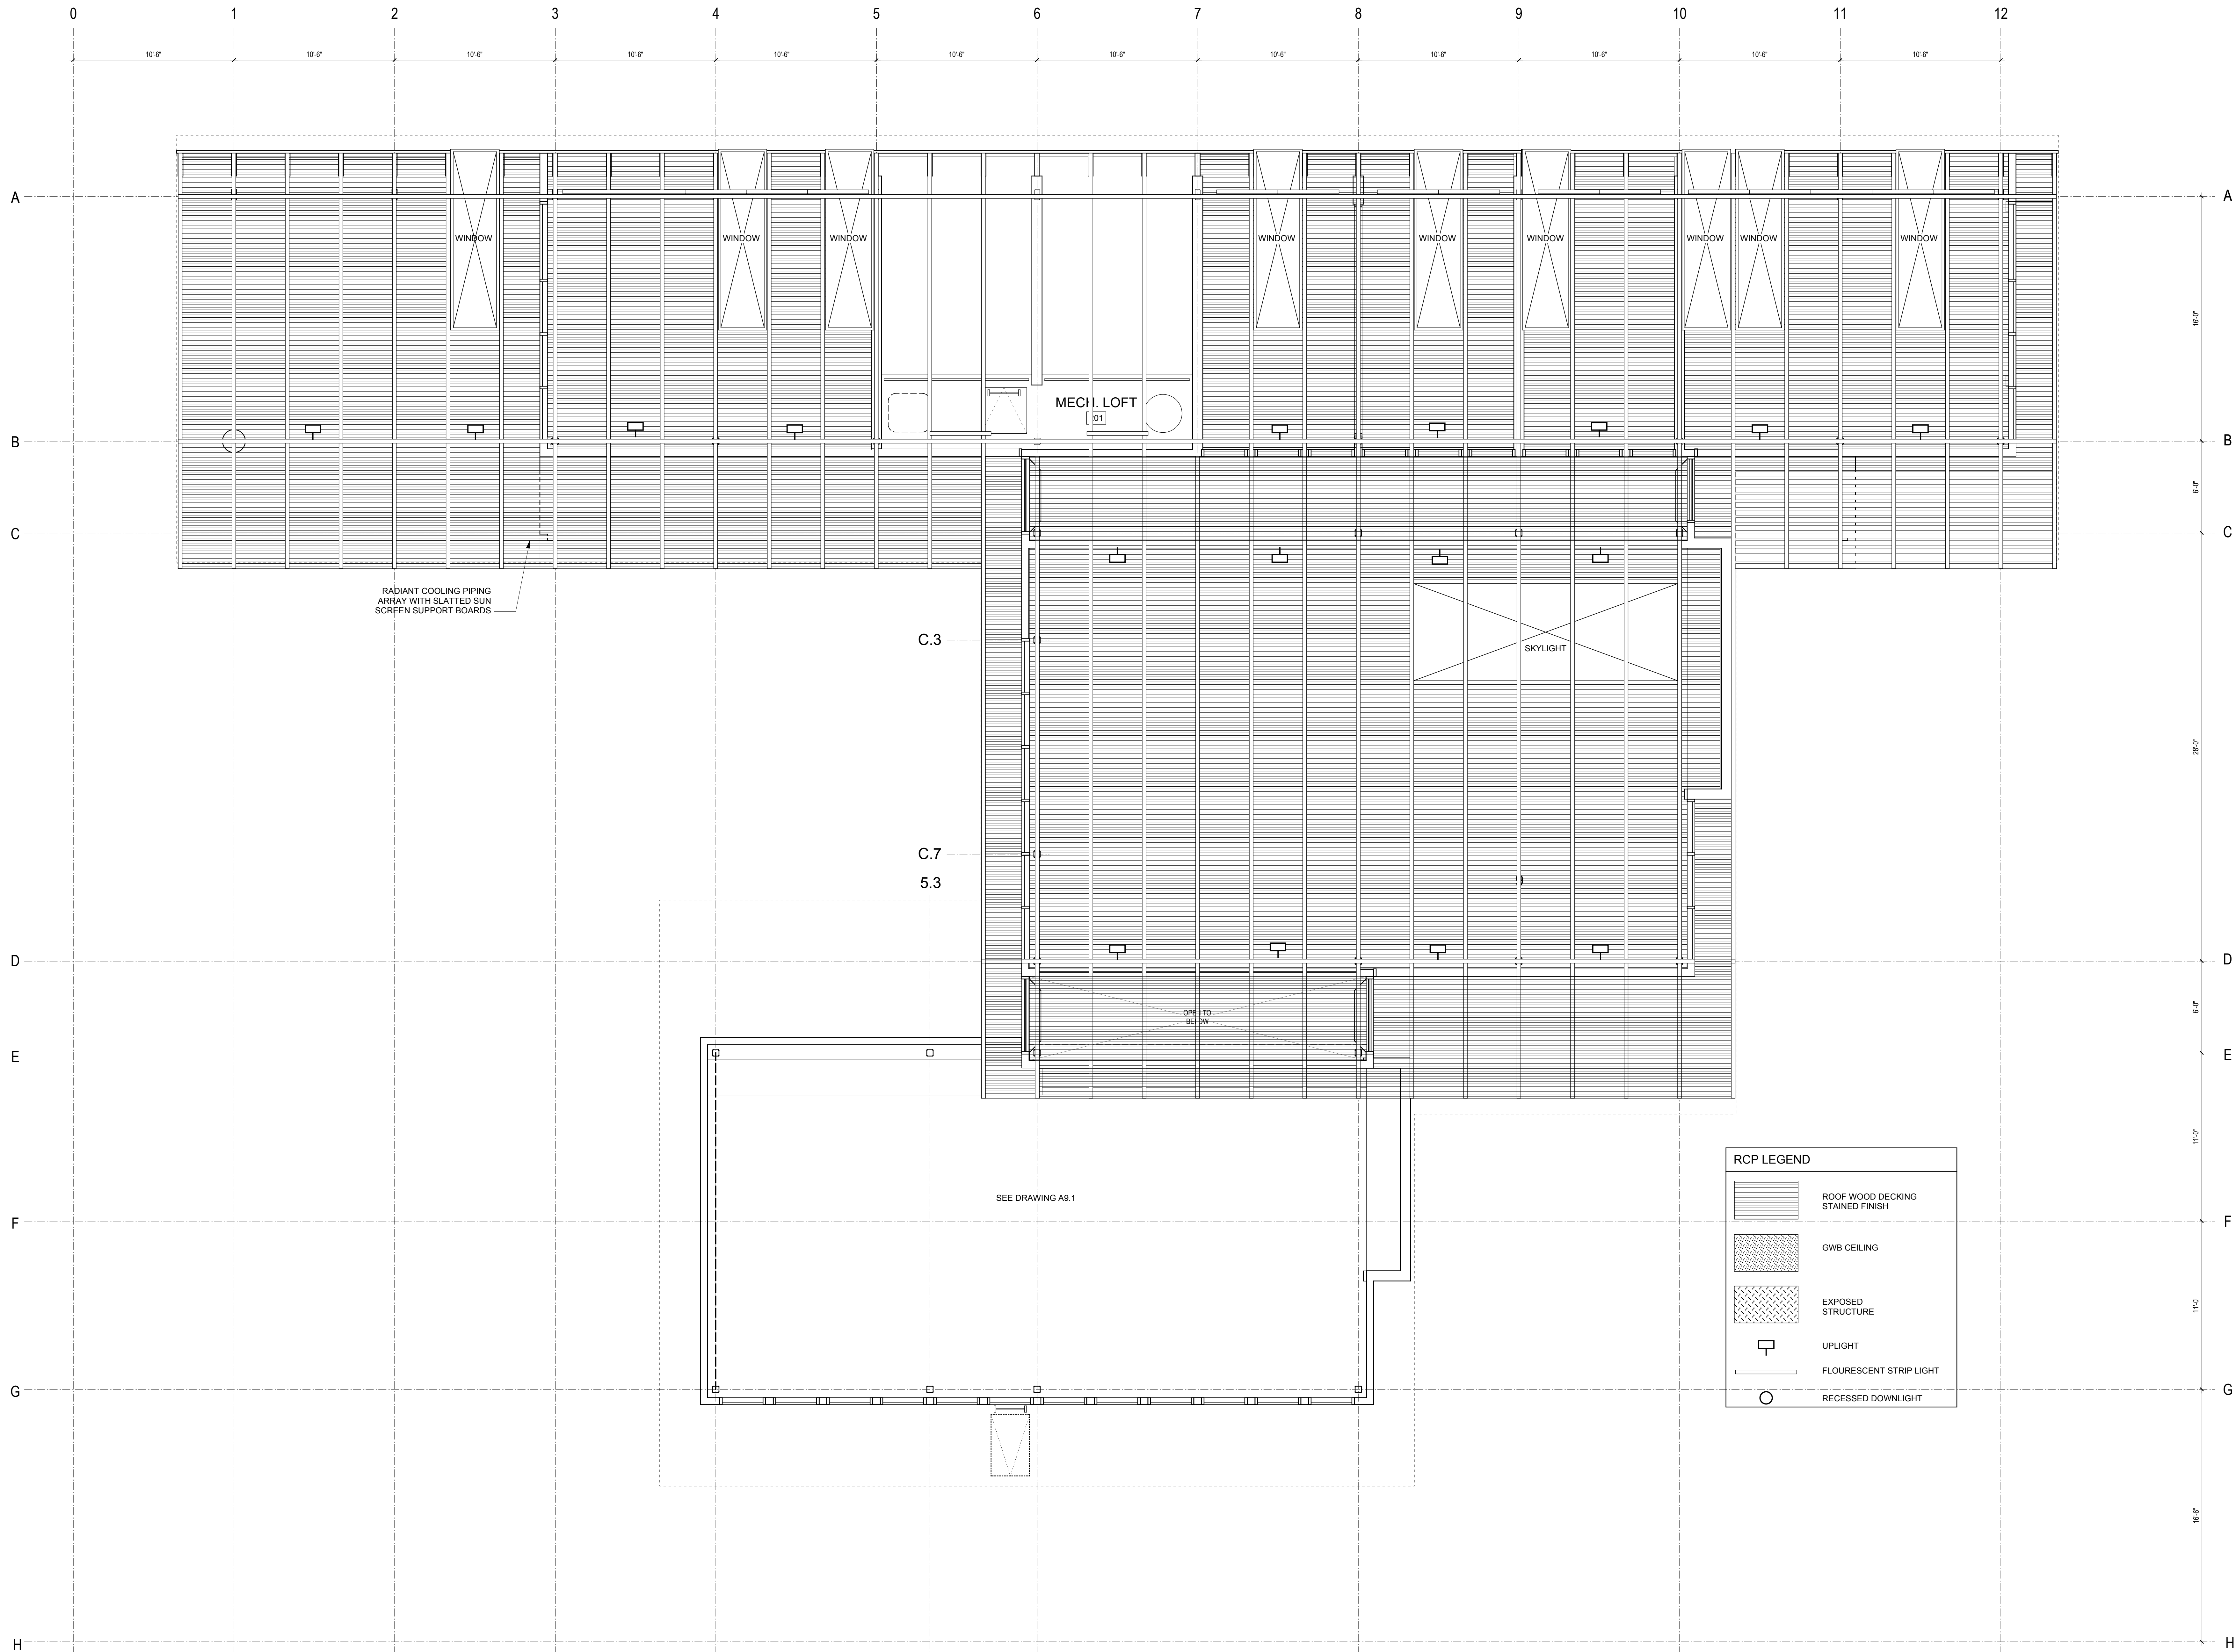 0 1 2 3 4 5 6 7 8 9 10 11 12
10'-6" 10'-6" 10'-6" 10'-6" 10'-6" 10'-6" 10'-6" 10'-6" 10'-6" 10'-6" 10'-6" 10'-6"
A A
WINDOW WINDOW WINDOW WINDOW WINDOW WINDOW WINDOW WINDOW WINDOW
16'-0"
MECH. LOFT
201
B B
6'-0"
C C
RADIANT COOLING PIPING
ARRAY WITH SLATTED SUN
SCREEN SUPPORT BOARDS
C.3
SKYLIGHT
28'-0"
C.7
5.3
D D
6'-0"
OPEN TO
BELOW
E E
11'-0"
SEE DRAWING A9.1
F F
11'-0"
G G
16'-6"
H H
RCP LEGEND
ROOF WOOD DECKING
STAINED FINISH
GWB CEILING
EXPOSED
STRUCTURE
UPLIGHT
FLOURESCENT STRIP LIGHT
RECESSED DOWNLIGHT